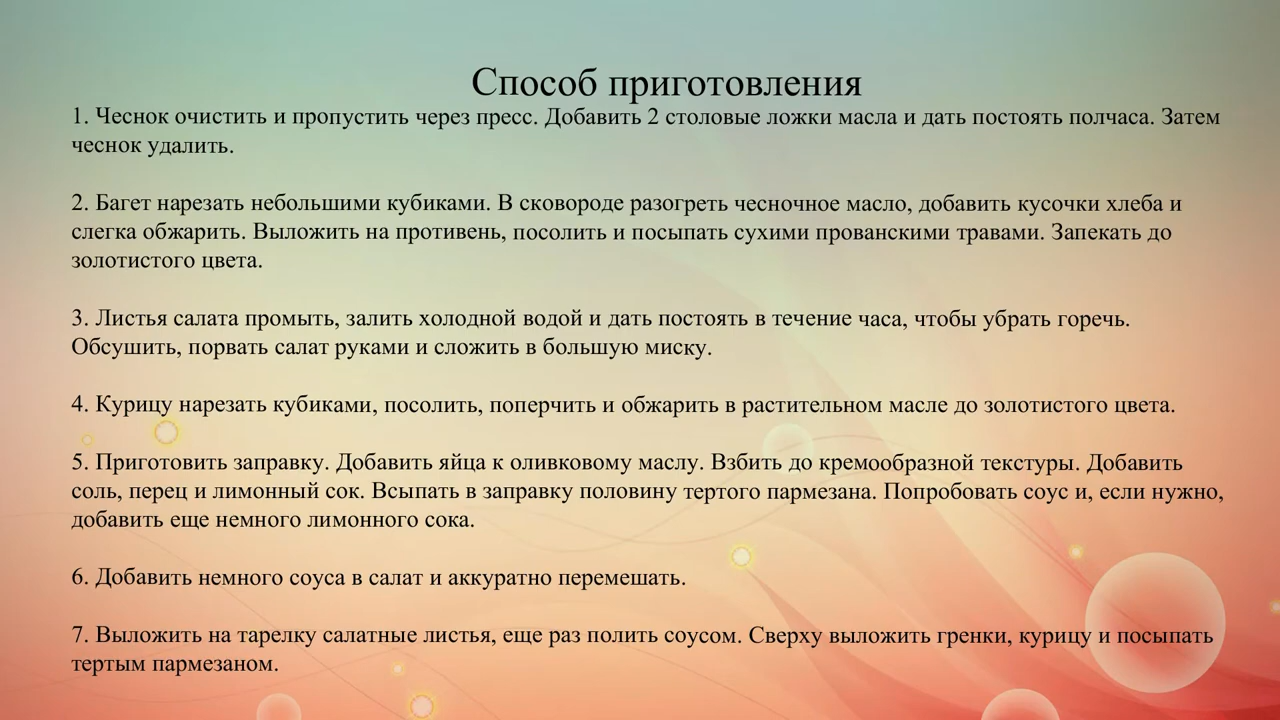 Способ приготовления
1. Чеснок очистить и пропустить через пресс. Добавить 2 столовые ложки масла и дать постоять полчаса. Затем
чеснок удалить.
2. Багет нарезать небольшими кубиками. В сковороде разогреть чесночное масло, добавить кусочки хлеба и
слегка обжарить. Выложить на противень, посолить и посыпать сухими прованскими травами. Запекать до
золотистого цвета.
3. Листья салата промыть, залить холодной водой и дать постоять в течение часа, чтобы убрать горечь.
Обсушить, порвать салат руками и сложить в большую миску.
4. Курицу нарезать кубиками, посолить, поперчить и обжарить в растительном масле до золотистого цвета.
5. Приготовить заправку. Добавить яйца к оливковому маслу. Взбить до кремообразной текстуры. Добавить
соль, перец и лимонный сок. Всыпать в заправку половину тертого пармезана. Попробовать соус и, если нужно,
добавить еще немного лимонного сока.
6. Добавить немного соуса в салат и аккуратно перемешать.
7. Выложить на тарелку салатные листья, еще раз полить соусом. Сверху выложить гренки, курицу и посыпать
тертым пармезаном.